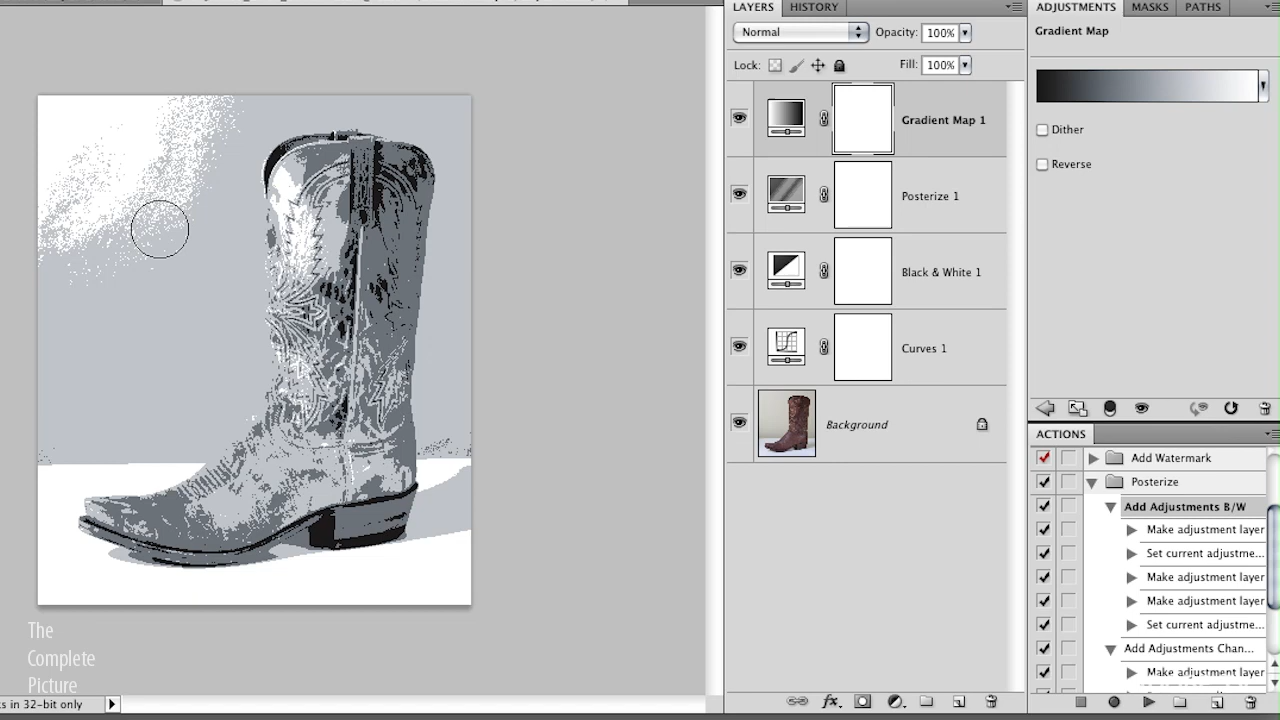 LAYERS HISTORY
Normal Opacity: 100%
Lock: Fill: 100%
Gradient Map 1
Posterize 1
Black & White 1
Curves 1
Background
fx
ADJUSTMENTS MASKS PATHS
Gradient Map
Dither
Reverse
ACTIONS
Add Watermark
Posterize
Add Adjustments B/W
Make adjustment layer
Set current adjustme...
Make adjustment layer
Make adjustment layer
Set current adjustme...
Add Adjustments Chan...
Make adjustment layer
The
Complete
Picture
ks in 32-bit only